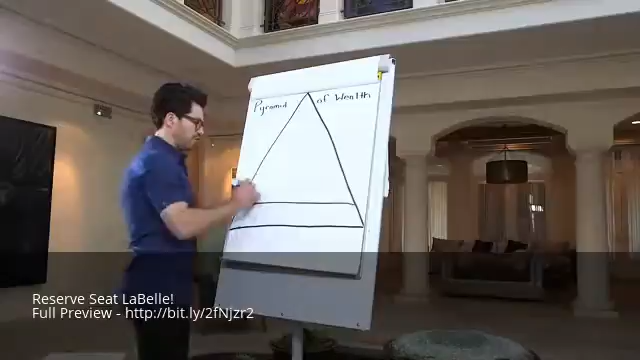 Pyramid of Wealth
Reserve Seat LaBelle!
Full Preview - http://bit.ly/2fNjzr2